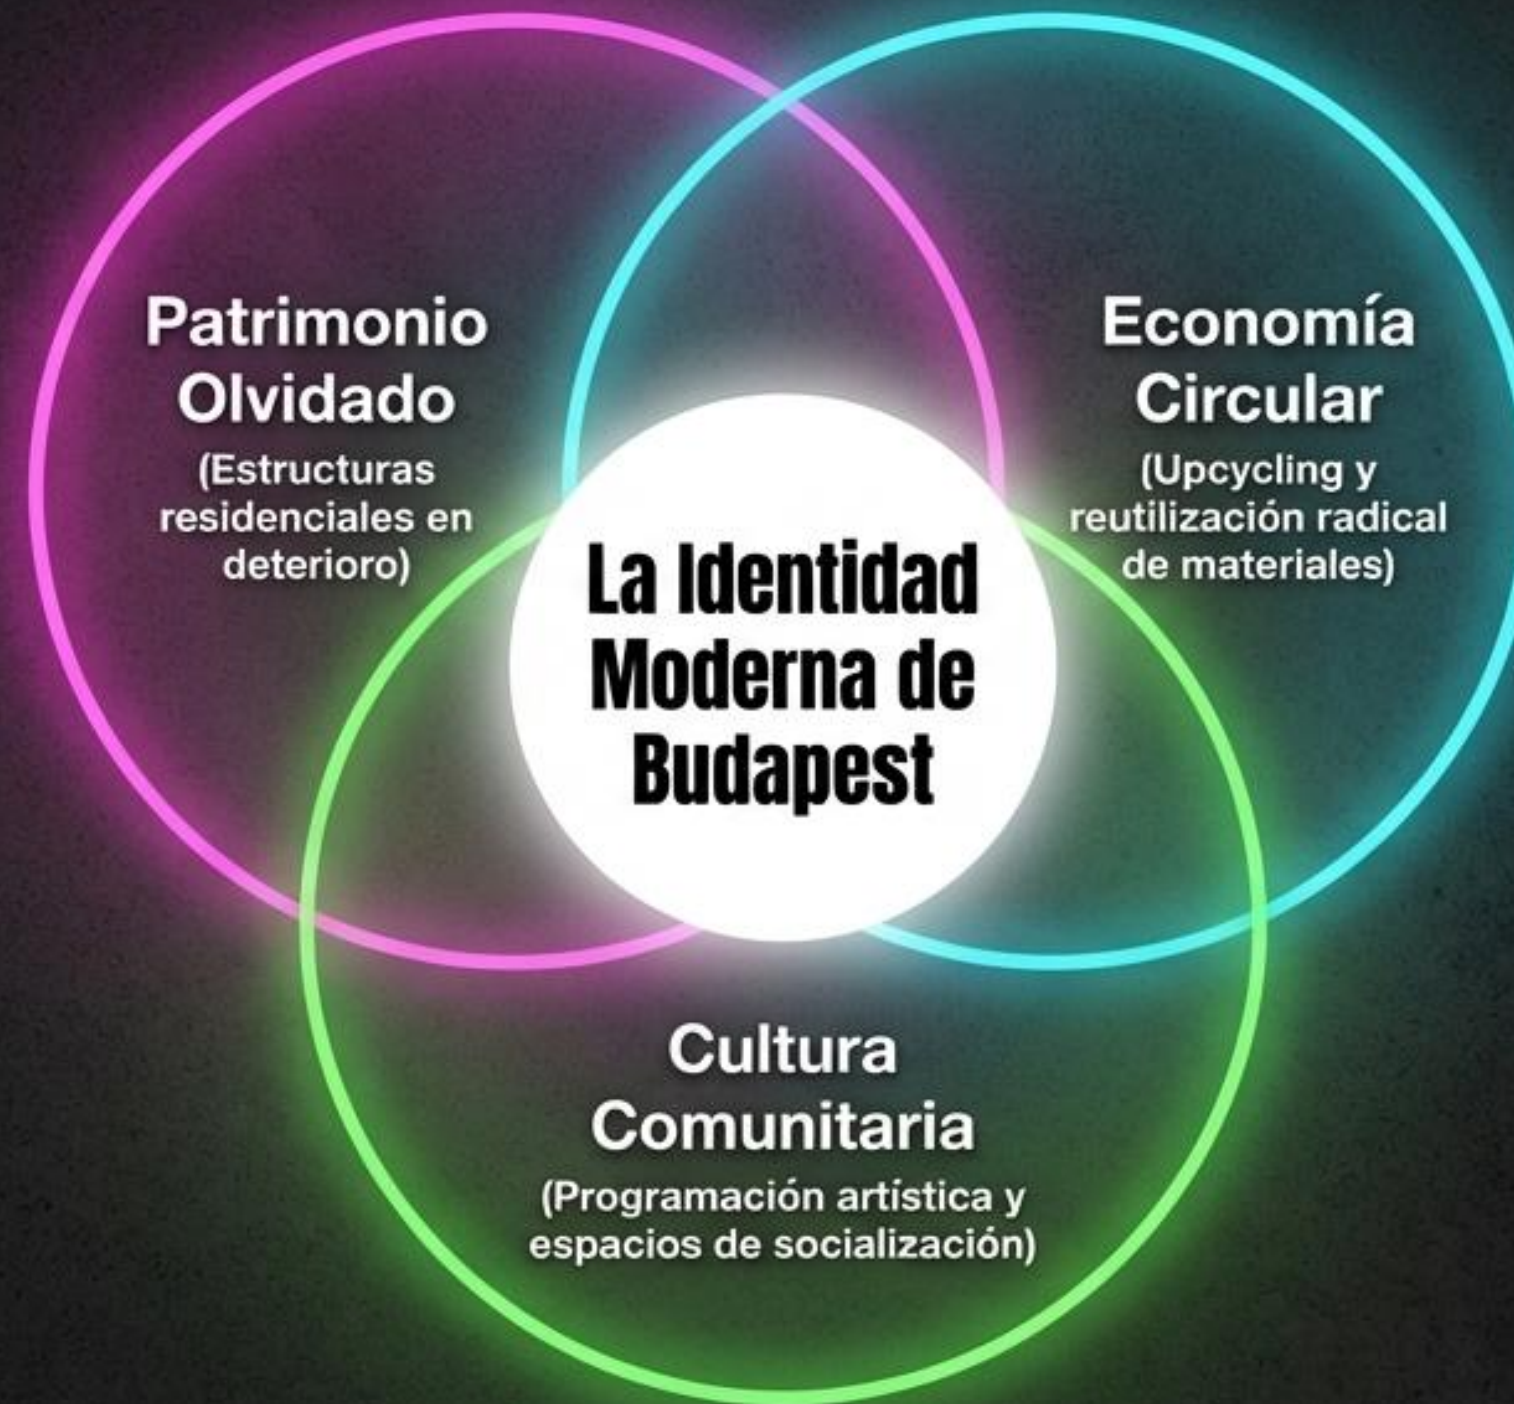 Patrimonio
Olvidado
(Estructuras
residenciales en
deterioro)
Economía
Circular
(Upcycling y
reutilización radical
de materiales)
La Identidad
Moderna de
Budapest
Cultura
Comunitaria
(Programación artística y
espacios de socialización)